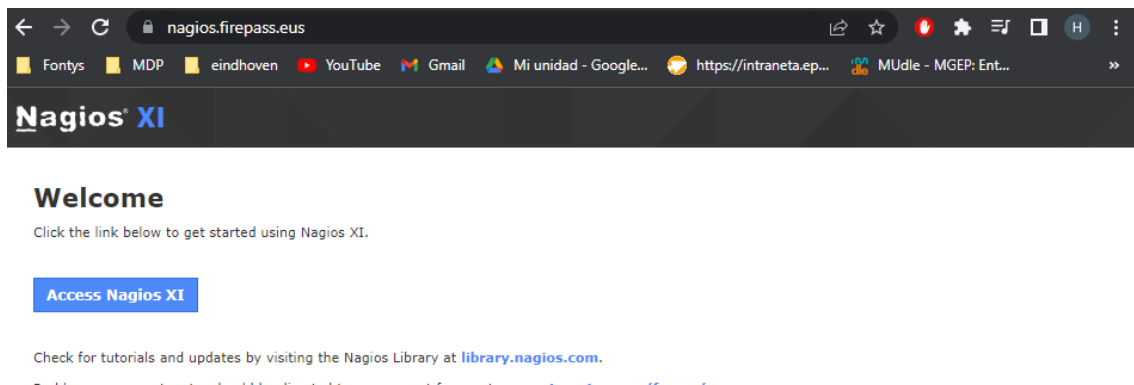 nagios.firepass.eus
H
Fontys MDP eindhoven YouTube Gmail Mi unidad - Google... https://intraneta.ep... MUdle - MGEP: Ent... »
Nagios® XI
Welcome
Click the link below to get started using Nagios XI.
Access Nagios XI
Check for tutorials and updates by visiting the Nagios Library at library.nagios.com.